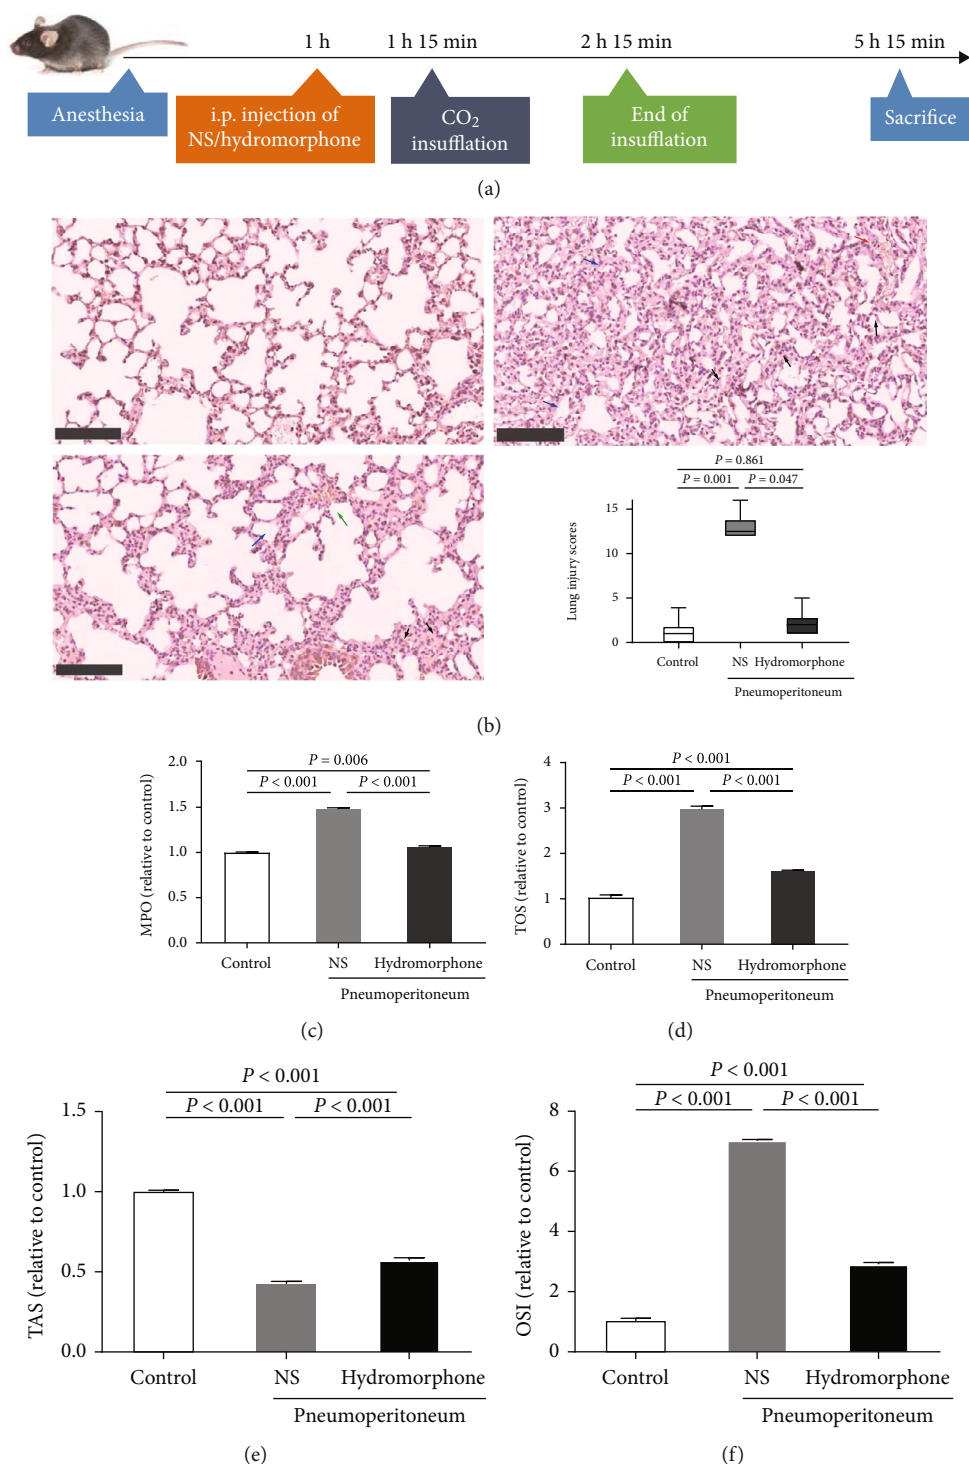 1 h 1 h 15 min 2 h 15 min 5 h 15 min
Anesthesia
i.p. injection of
NS/hydromorphone
CO2
insufflation
End of
insufflation
Sacrifice
(a)
P = 0.861
P = 0.001 P = 0.047
Lung injury scores
15
10
5
0
Control NS Hydromorphone
Pneumoperitoneum
(b)
P = 0.006
P < 0.001 P < 0.001
MPO (relative to control)
2.0
1.5
1.0
0.5
0.0
Control NS Hydromorphone
Pneumoperitoneum
(c)
P < 0.001
P < 0.001 P < 0.001
TOS (relative to control)
4
3
2
1
0
Control NS Hydromorphone
Pneumoperitoneum
(d)
P < 0.001
P < 0.001 P < 0.001
TAS (relative to control)
1.5
1.0
0.5
0.0
Control NS Hydromorphone
Pneumoperitoneum
(e)
P < 0.001
P < 0.001 P < 0.001
OSI (relative to control)
8
6
4
2
0
Control NS Hydromorphone
Pneumoperitoneum
(f)